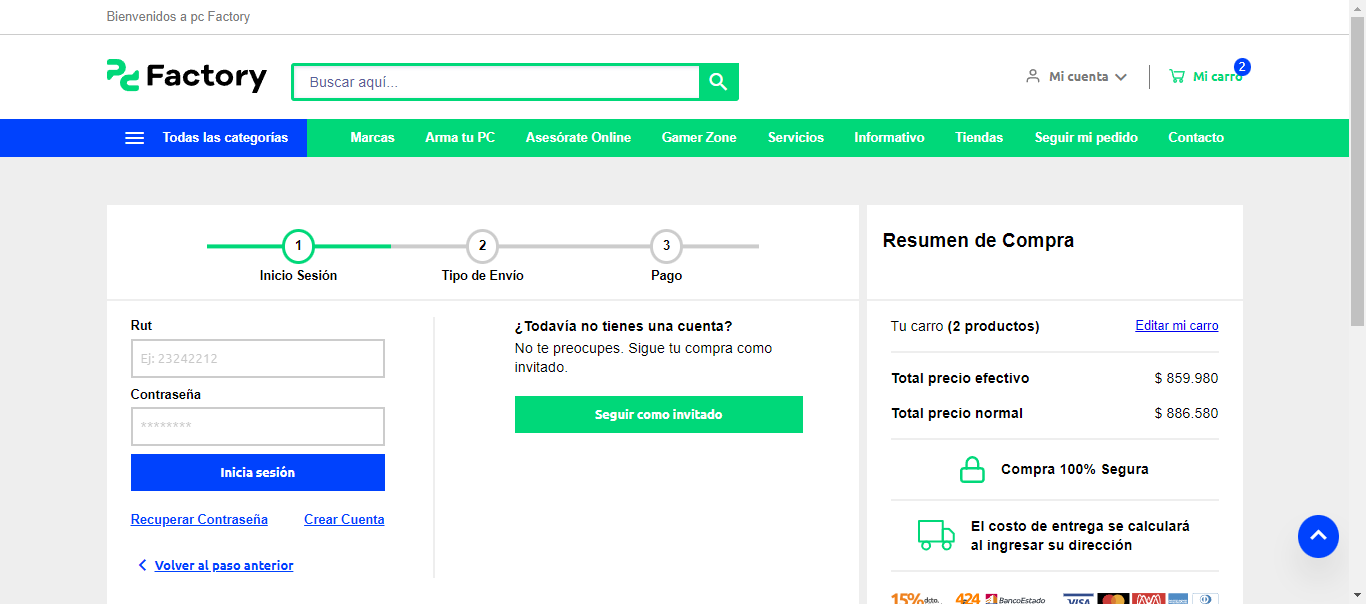 Bienvenidos a pc Factory
pc Factory
Buscar aquí...
Mi cuenta
Mi carro
2
Todas las categorías
Marcas
Arma tu PC
Asesórate Online
Gamer Zone
Servicios
Informativo
Tiendas
Seguir mi pedido
Contacto
1
2
3
Inicio Sesión
Tipo de Envío
Pago
Rut
Ej: 23242212
Contraseña
********
Inicia sesión
Recuperar Contraseña
Crear Cuenta
Volver al paso anterior
¿Todavía no tienes una cuenta?
No te preocupes. Sigue tu compra como
invitado.
Seguir como invitado
Resumen de Compra
Tu carro (2 productos)
Editar mi carro
Total precio efectivo
$ 859.980
Total precio normal
$ 886.580
Compra 100% Segura
El costo de entrega se calculará
al ingresar su dirección
15% dcto.
424
BancoEstado
VISA